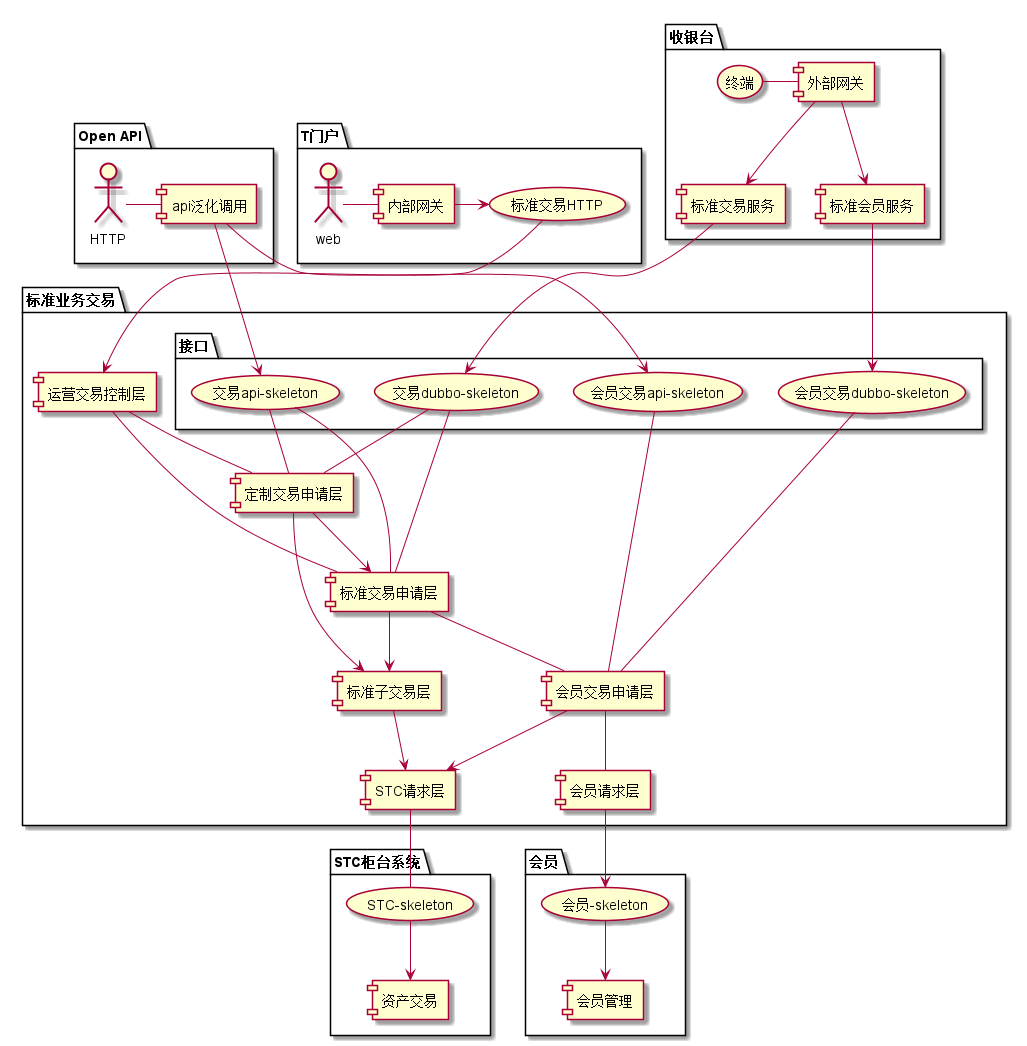 收银台
终端
外部网关
Open API
T门户
HTTP
api泛化调用
web
内部网关
标准交易HTTP
标准交易服务
标准会员服务
标准业务交易
接口
运营交易控制层
交易api-skeleton
交易dubbo-skeleton
会员交易api-skeleton
会员交易dubbo-skeleton
定制交易申请层
标准交易申请层
标准子交易层
会员交易申请层
STC请求层
会员请求层
STC柜台系统
会员
STC-skeleton
会员-skeleton
资产交易
会员管理